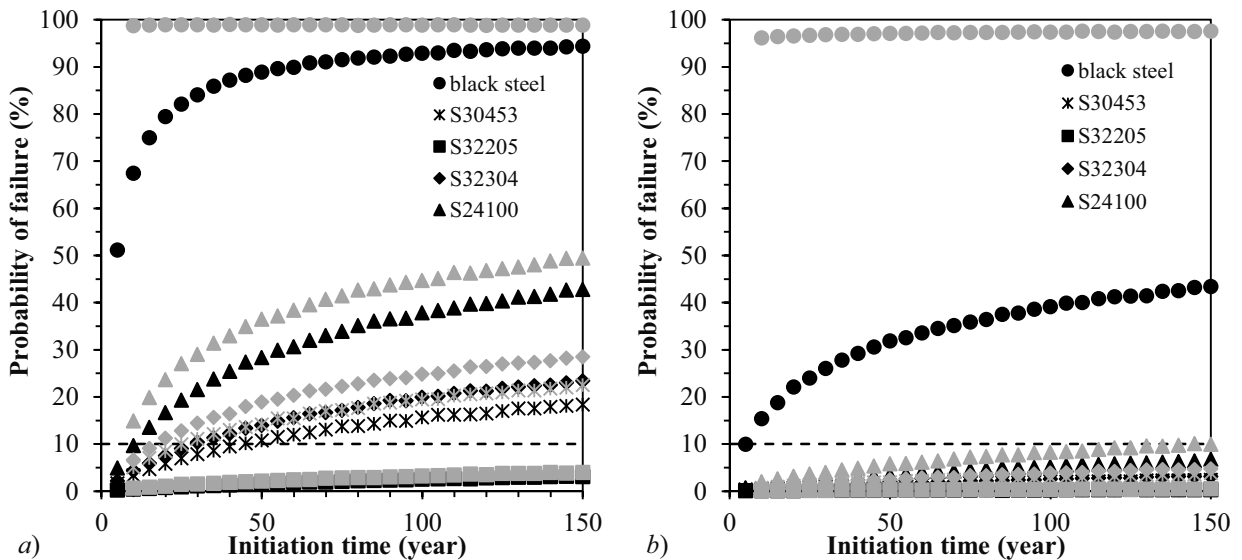 100
90
80
70
60
50
40
30
20
10
0
Probability of failure (%)
black steel
S30453
S32205
S32304
S24100
0
50
100
150
Initiation time (year)
a)
100
90
80
70
60
50
40
30
20
10
0
Probability of failure (%)
black steel
S30453
S32205
S32304
S24100
0
50
100
150
Initiation time (year)
b)